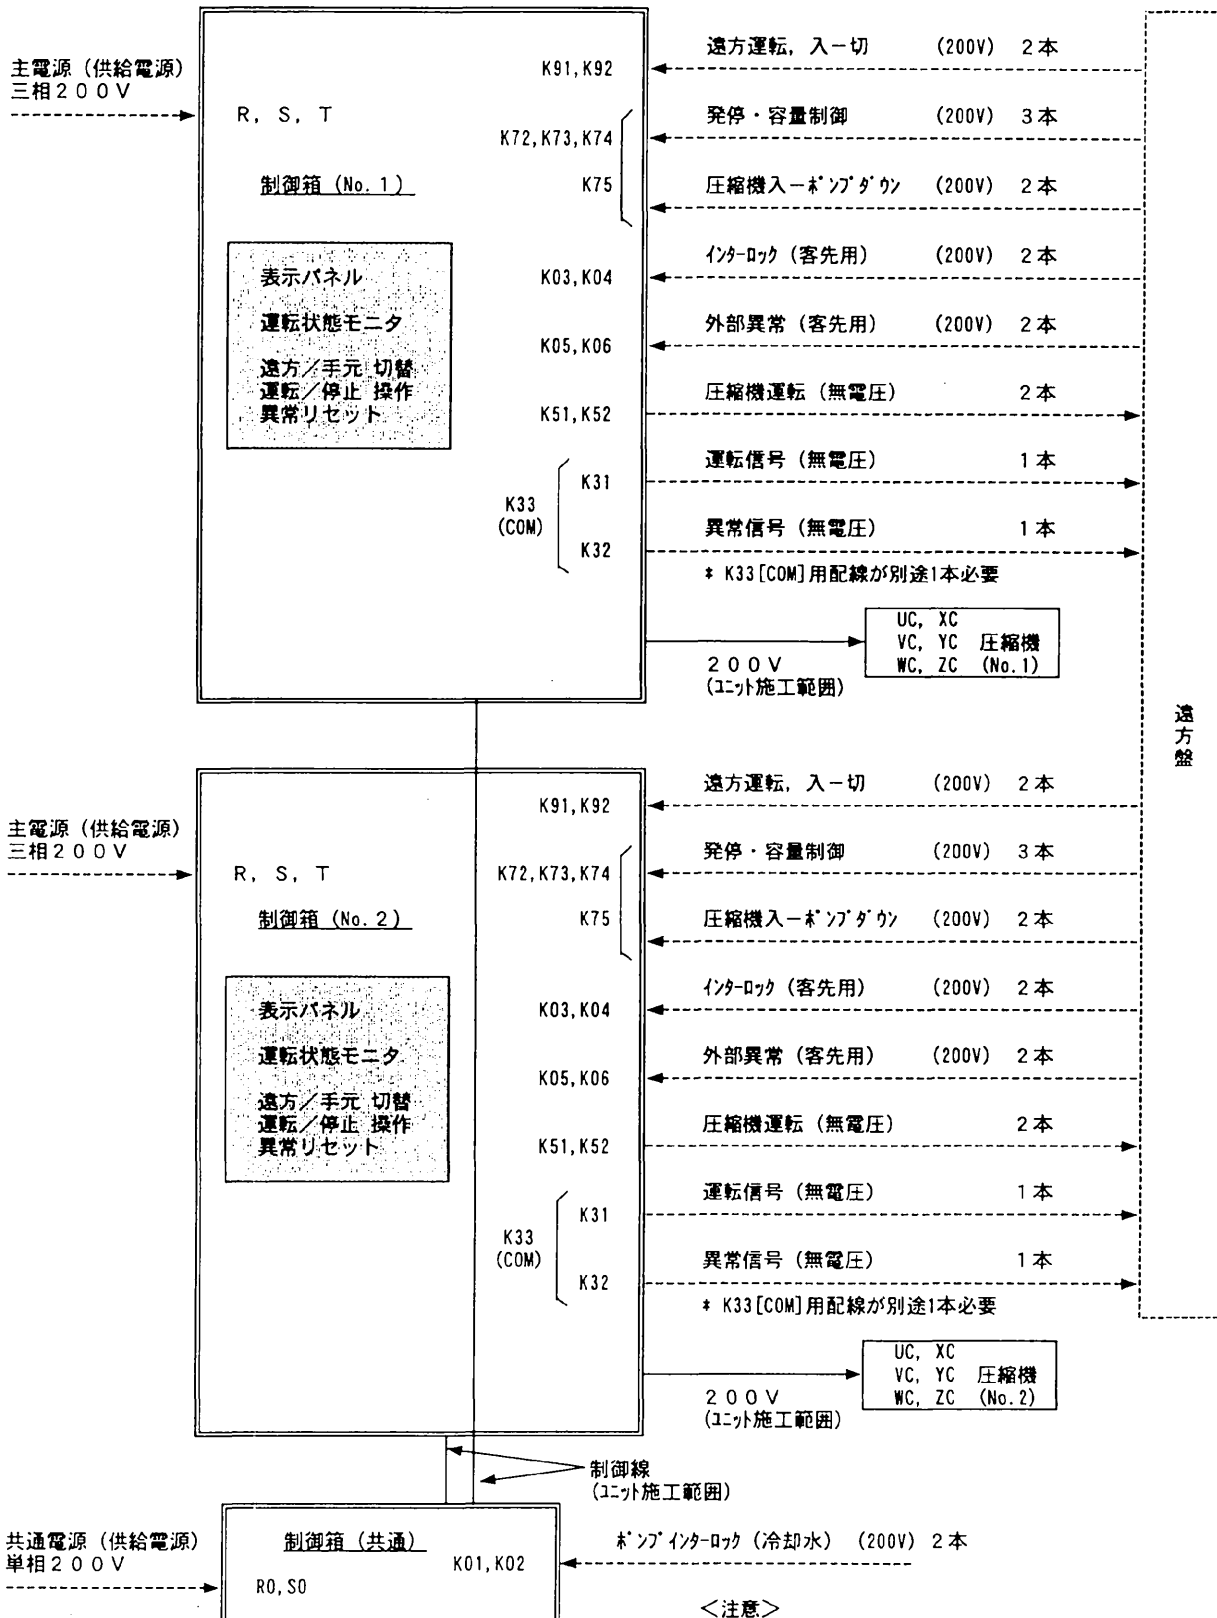 主電源 (供給電源)
三相200V
R, S, T
制御箱 (No.1)
表示パネル
運転状態モニタ
遠方/手元 切替
運転/停止 操作
異常リセット
K91,K92
遠方運転, 入ー切 (200V) 2本
K72,K73,K74
発停・容量制御 (200V) 3本
K75
圧縮機入ーポンプダウン (200V) 2本
K03,K04
インターロック (客先用) (200V) 2本
K05,K06
外部異常 (客先用) (200V) 2本
K51,K52
圧縮機運転 (無電圧) 2本
K31
運転信号 (無電圧) 1本
K33
(COM)
K32
異常信号 (無電圧) 1本
* K33[COM]用配線が別途1本必要
200V
(ユニット施工範囲)
UC, XC
VC, YC 圧縮機
WC, ZC (No.1)
遠方盤
主電源 (供給電源)
三相200V
R, S, T
制御箱 (No.2)
表示パネル
運転状態モニタ
遠方/手元 切替
運転/停止 操作
異常リセット
K91,K92
遠方運転, 入ー切 (200V) 2本
K72,K73,K74
発停・容量制御 (200V) 3本
K75
圧縮機入ーポンプダウン (200V) 2本
K03,K04
インターロック (客先用) (200V) 2本
K05,K06
外部異常 (客先用) (200V) 2本
K51,K52
圧縮機運転 (無電圧) 2本
K31
運転信号 (無電圧) 1本
K33
(COM)
K32
異常信号 (無電圧) 1本
* K33[COM]用配線が別途1本必要
200V
(ユニット施工範囲)
UC, XC
VC, YC 圧縮機
WC, ZC (No.2)
制御線
(ユニット施工範囲)
共通電源 (供給電源)
単相200V
制御箱 (共通)
R0,S0
K01,K02
ポンプインターロック (冷却水) (200V) 2本
<注意>